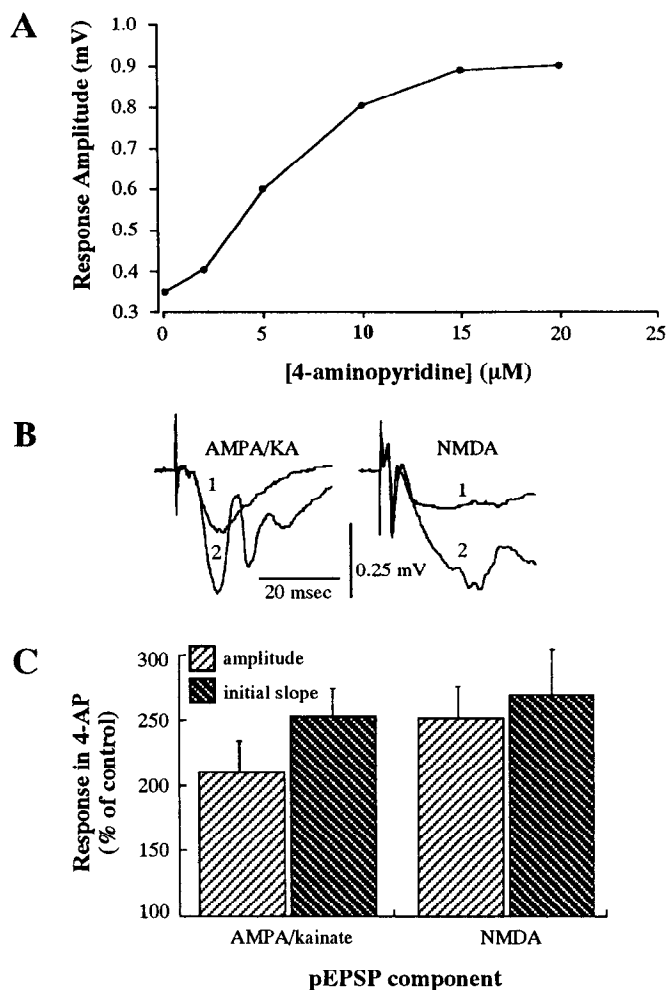 A
Response Amplitude (mV)
1.0
0.9
0.8
0.7
0.6
0.5
0.4
0.3
0 5 10 15 20 25
[4-aminopyridine] (µM)
B
AMPA/KA NMDA
1 1
2 2
0.25 mV
20 msec
C
Response in 4-AP
(% of control)
300
250
200
150
100
amplitude
initial slope
AMPA/kainate NMDA
pEPSP component